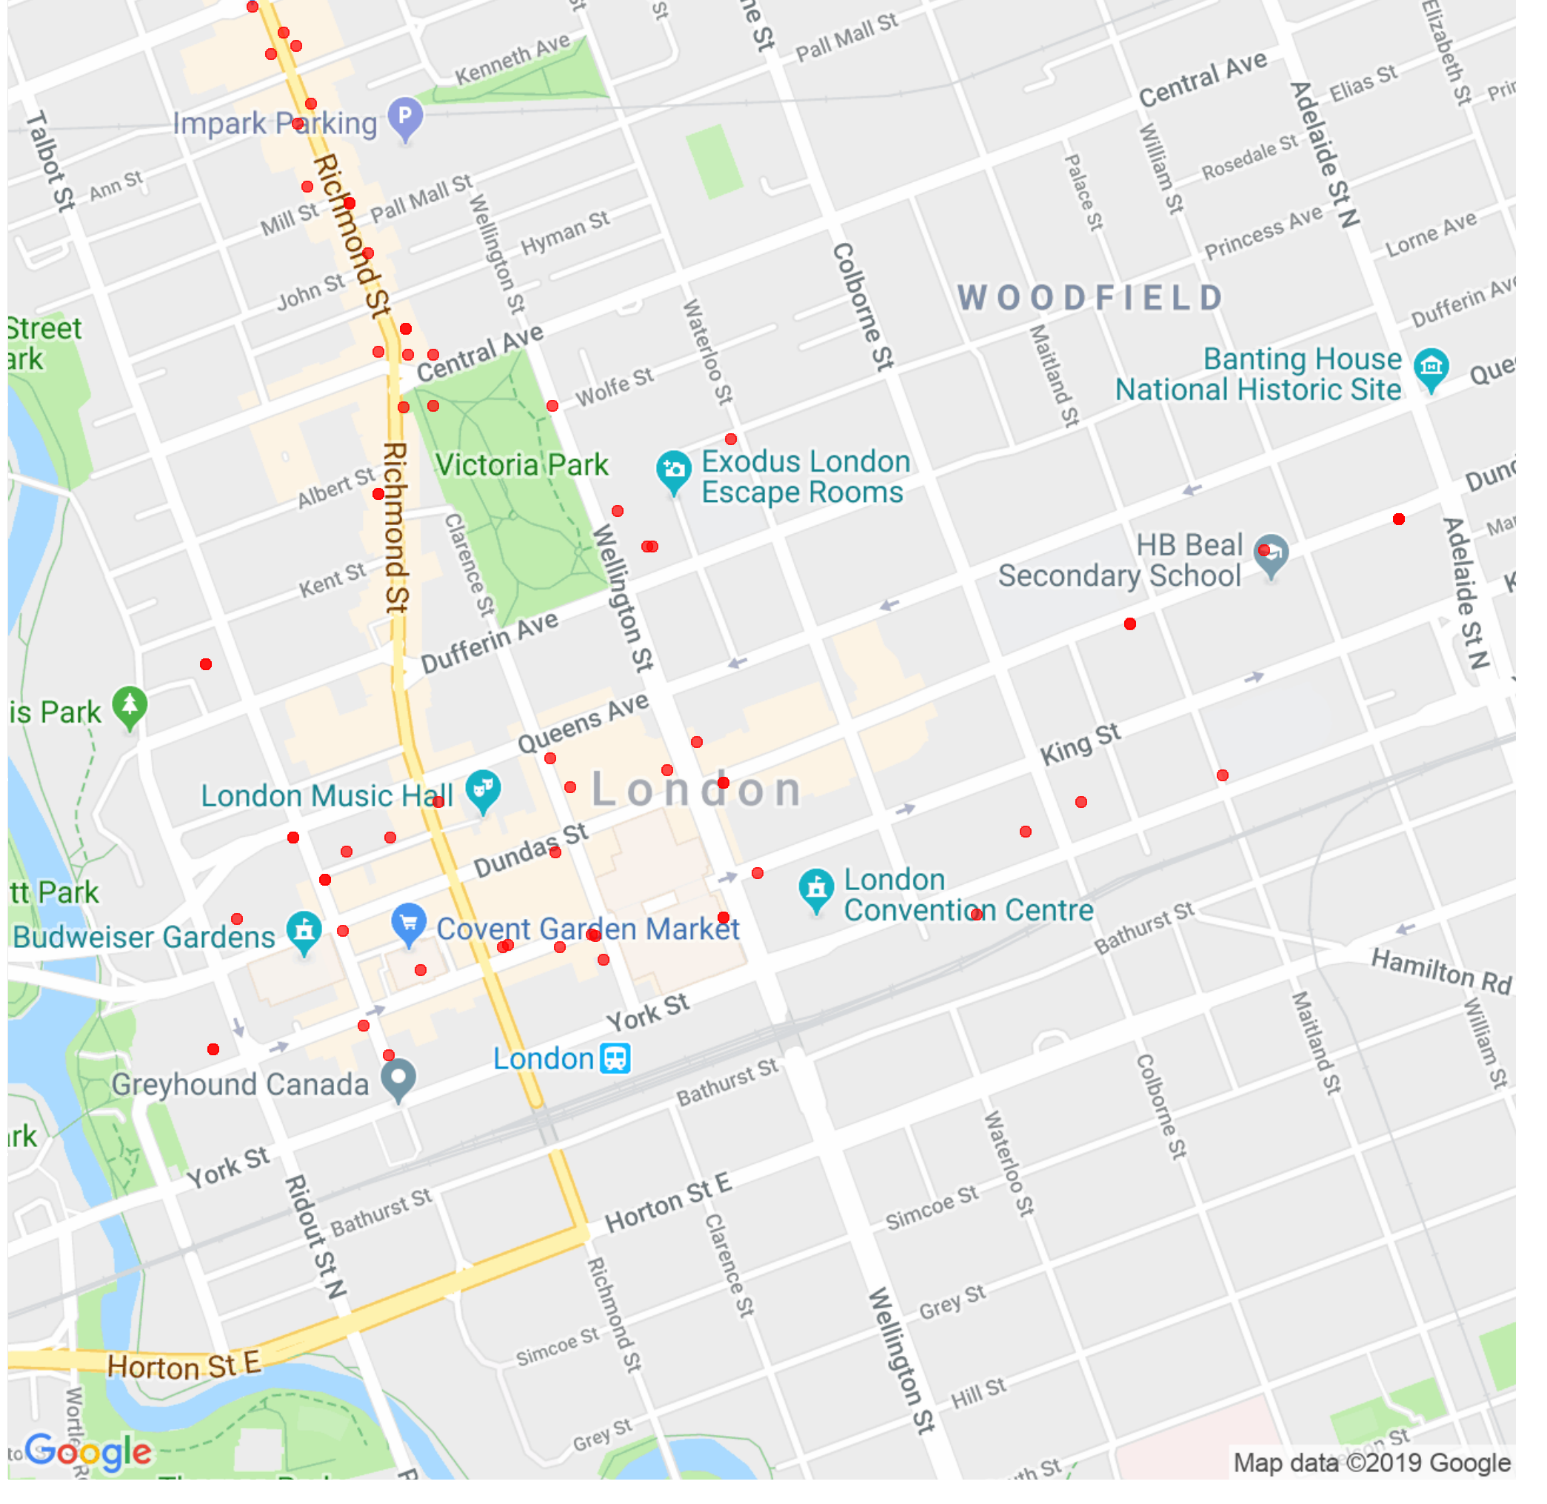 Pall Mall St
Kenneth Ave
Central Ave
Elizabeth St
Elias St
Impark Parking
P
Talbot St
Adelaide St N
William St
Rosedale St
Ann St
Richmond St
Pall Mall St
Palace St
Mill St
Wellington St
Hyman St
Princess Ave
Lorne Ave
Colborne St
WOODFIELD
John St
Dufferin Av
Street
ark
Waterloo St
Central Ave
Maitland St
Banting House
National Historic Site
Que
Wolfe St
Victoria Park
Exodus London
Escape Rooms
Albert St
Richmond St
Clarence St
Wellington St
HB Beal
Secondary School
Dund
Adelaide St N
Kent St
Dufferin Ave
is Park
Queens Ave
King St
London Music Hall
London
Dundas St
tt Park
London
Convention Centre
Budweiser Gardens
Covent Garden Market
Bathurst St
Hamilton Rd
York St
Maitland St
William St
London
Greyhound Canada
Bathurst St
Colborne St
rk
York St
Waterloo St
Ridout St N
Bathurst St
Horton St E
Simcoe St
Clarence St
Richmond St
Wellington St
Grey St
Simcoe St
Horton St E
Hill St
Grey St
Google
Map data ©2019 Google